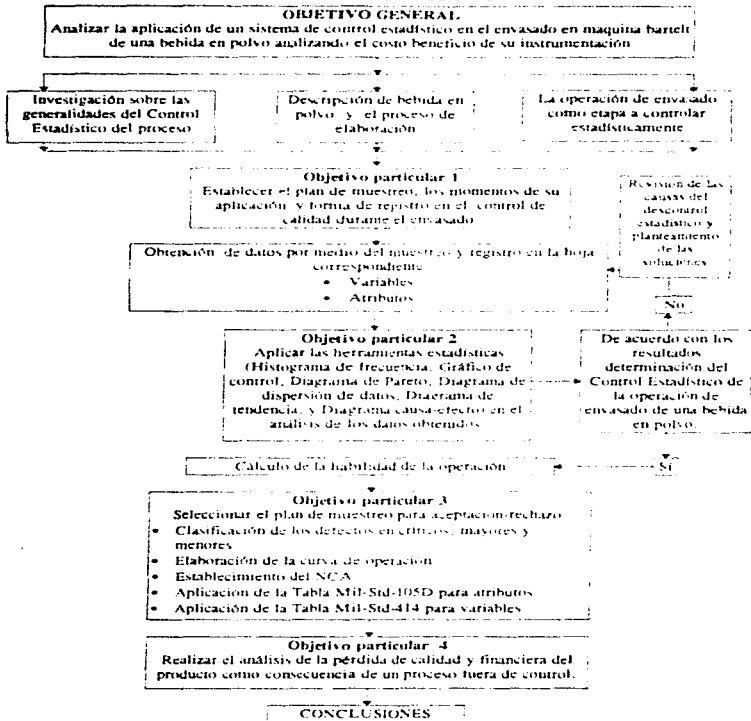 OBJETIVO GENERAL
Analizar la aplicación de un sistema de control estadístico en el envasado en maquina bartelt
de una bebida en polvo analizando el costo beneficio de su instrumentación
Investigación sobre las
generalidades del Control
Estadístico del proceso
Descripción de bebida en
polvo y el proceso de
elaboración
La operación de envasado
como etapa a controlar
estadísticamente
Objetivo particular 1
Establecer el plan de muestreo, los momentos de su
aplicación y forma de registro en el control de
calidad durante el envasado
Revisión de las
causas del
descontrol
estadístico y
planteamiento
de las
soluciones
Obtención de datos por medio del muestreo y registro en la hoja
correspondiente
• Variables
• Atributos
No
Objetivo particular 2
Aplicar las herramientas estadísticas
(Histograma de frecuencia, Gráfico de
control, Diagrama de Pareto, Diagrama de
dispersión de datos, Diagrama de
tendencia, y Diagrama causa-efecto en el
análisis de los datos obtenidos
De acuerdo con los
resultados
determinación del
Control Estadístico de
la operación de
envasado de una bebida
en polvo.
Cálculo de la habilidad de la operación
Sí
Objetivo particular 3
Seleccionar el plan de muestreo para aceptación-rechazo
• Clasificación de los defectos en críticos, mayores y
menores
• Elaboración de la curva de operación
• Establecimiento del NCA
• Aplicación de la Tabla Mil-Std-105D para atributos
• Aplicación de la Tabla Mil-Std-414 para variables
Objetivo particular 4
Realizar el análisis de la pérdida de calidad y financiera del
producto como consecuencia de un proceso fuera de control.
CONCLUSIONES